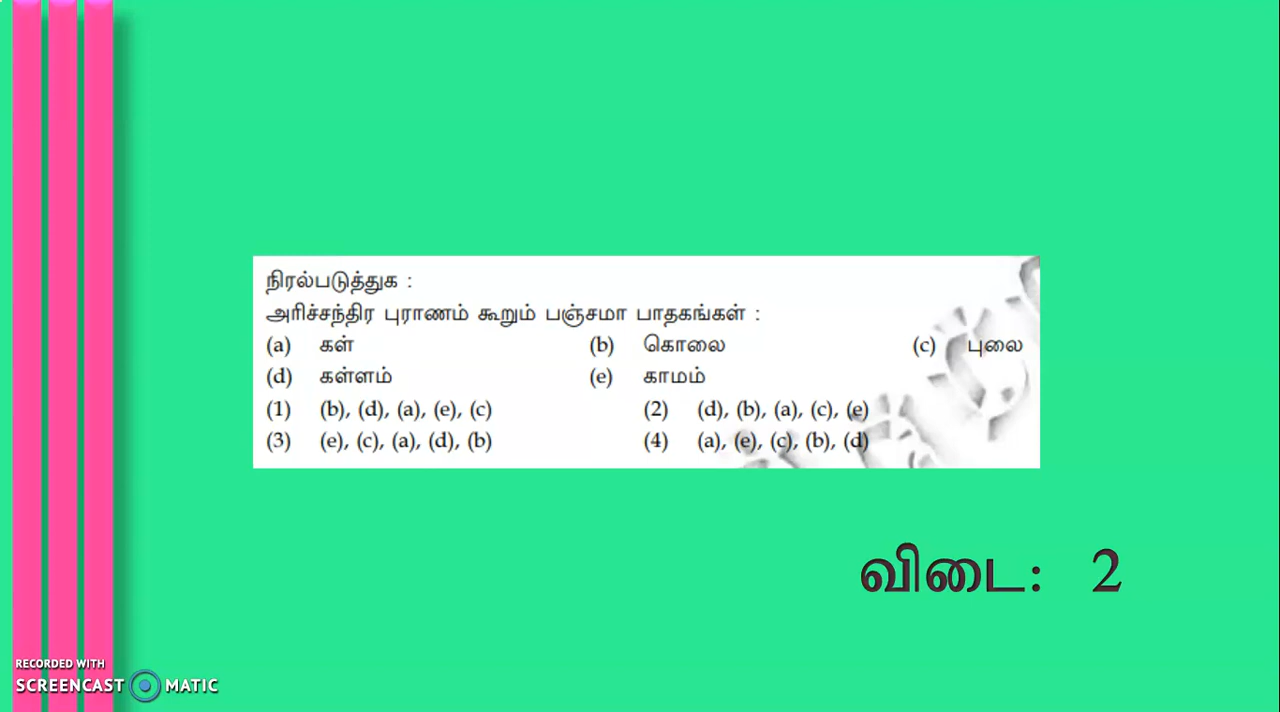 நிரல்படுத்துக :
அரிச்சந்திர புராணம் கூறும் பஞ்சமா பாதகங்கள் :
(a) கள் (b) கொலை (c) புலை
(d) கள்ளம் (e) காமம்
(1) (b), (d), (a), (e), (c) (2) (d), (b), (a), (c), (e)
(3) (e), (c), (a), (d), (b) (4) (a), (e), (c), (b), (d)
விடை: 2
RECORDED WITH
SCREENCAST MATIC